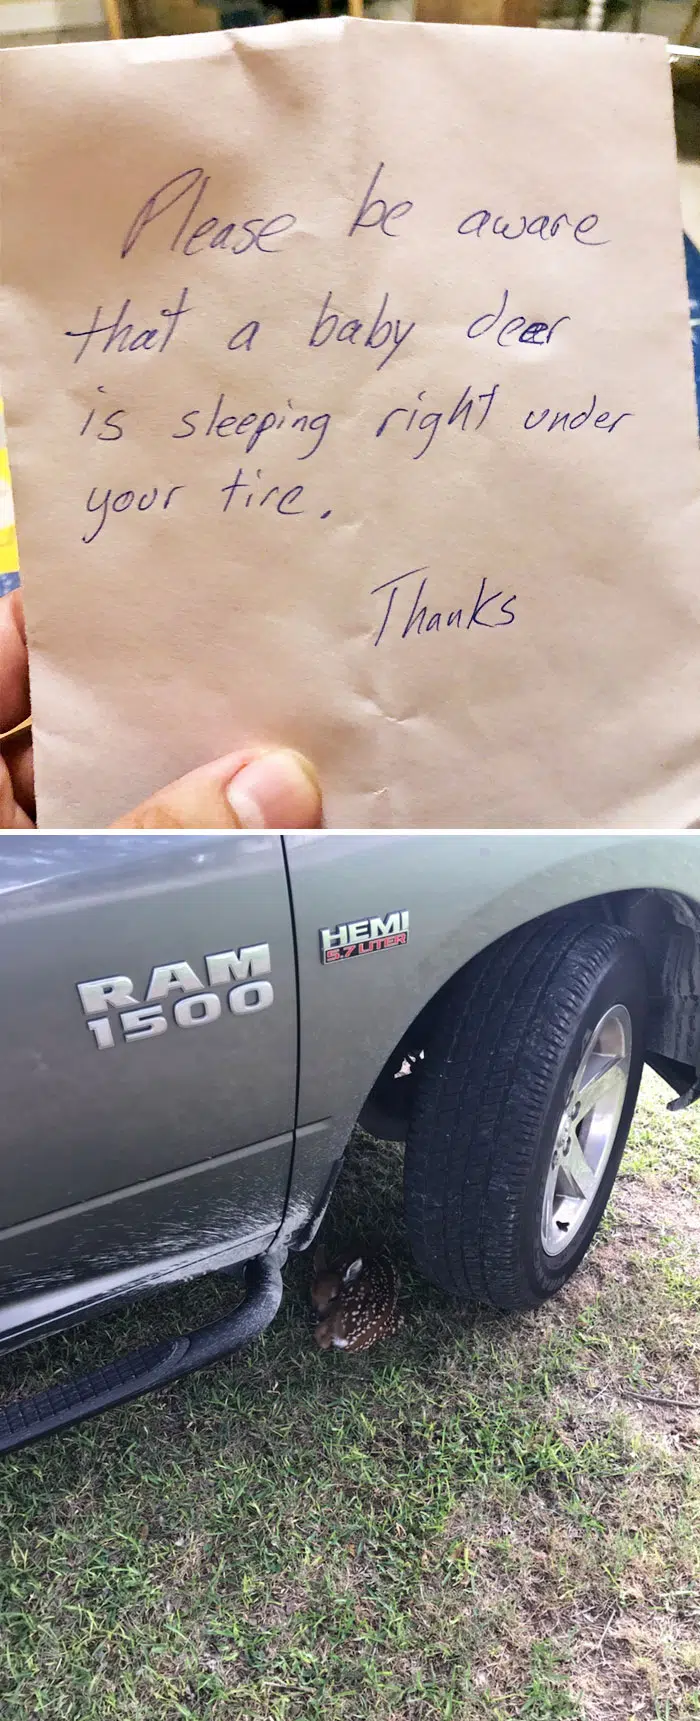 Please be aware
that a baby deer
is sleeping right under
your tire.
Thanks
RAM
1500
HEMI
5.7 LITER